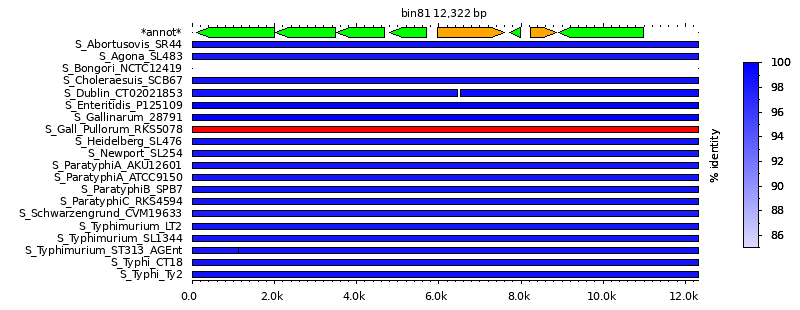 bin81 12,322 bp
*annot*
S_Abortusovis_SR44
S_Agona_SL483
S_Bongori_NCTC12419
S_Choleraesuis_SCB67
S_Dublin_CT02021853
S_Enteritidis_P125109
S_Gallinarum_28791
S_Gall_Pullorum_RKS5078
S_Heidelberg_SL476
S_Newport_SL254
S_ParatyphiA_AKU12601
S_ParatyphiA_ATCC9150
S_ParatyphiB_SPB7
S_ParatyphiC_RKS4594
S_Schwarzengrund_CVM19633
S_Typhimurium_LT2
S_Typhimurium_SL1344
S_Typhimurium_ST313_AGEnt
S_Typhi_CT18
S_Typhi_Ty2
0.0 2.0k 4.0k 6.0k 8.0k 10.0k 12.0k
% identity
100
98
96
94
92
90
88
86